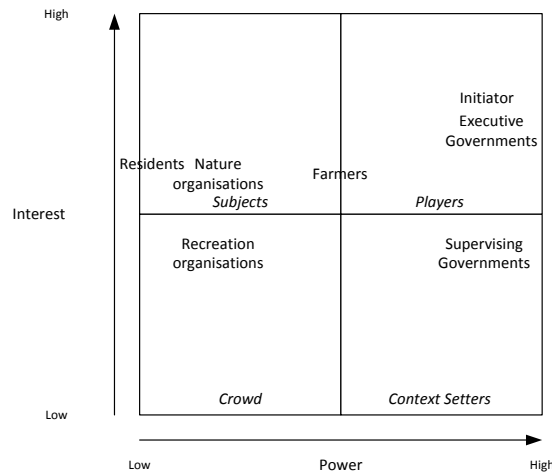 High
Initiator
Executive
Governments
Residents
Nature
organisations
Farmers
Subjects
Players
Interest
Recreation
organisations
Supervising
Governments
Crowd
Context Setters
Low
Low
Power
High